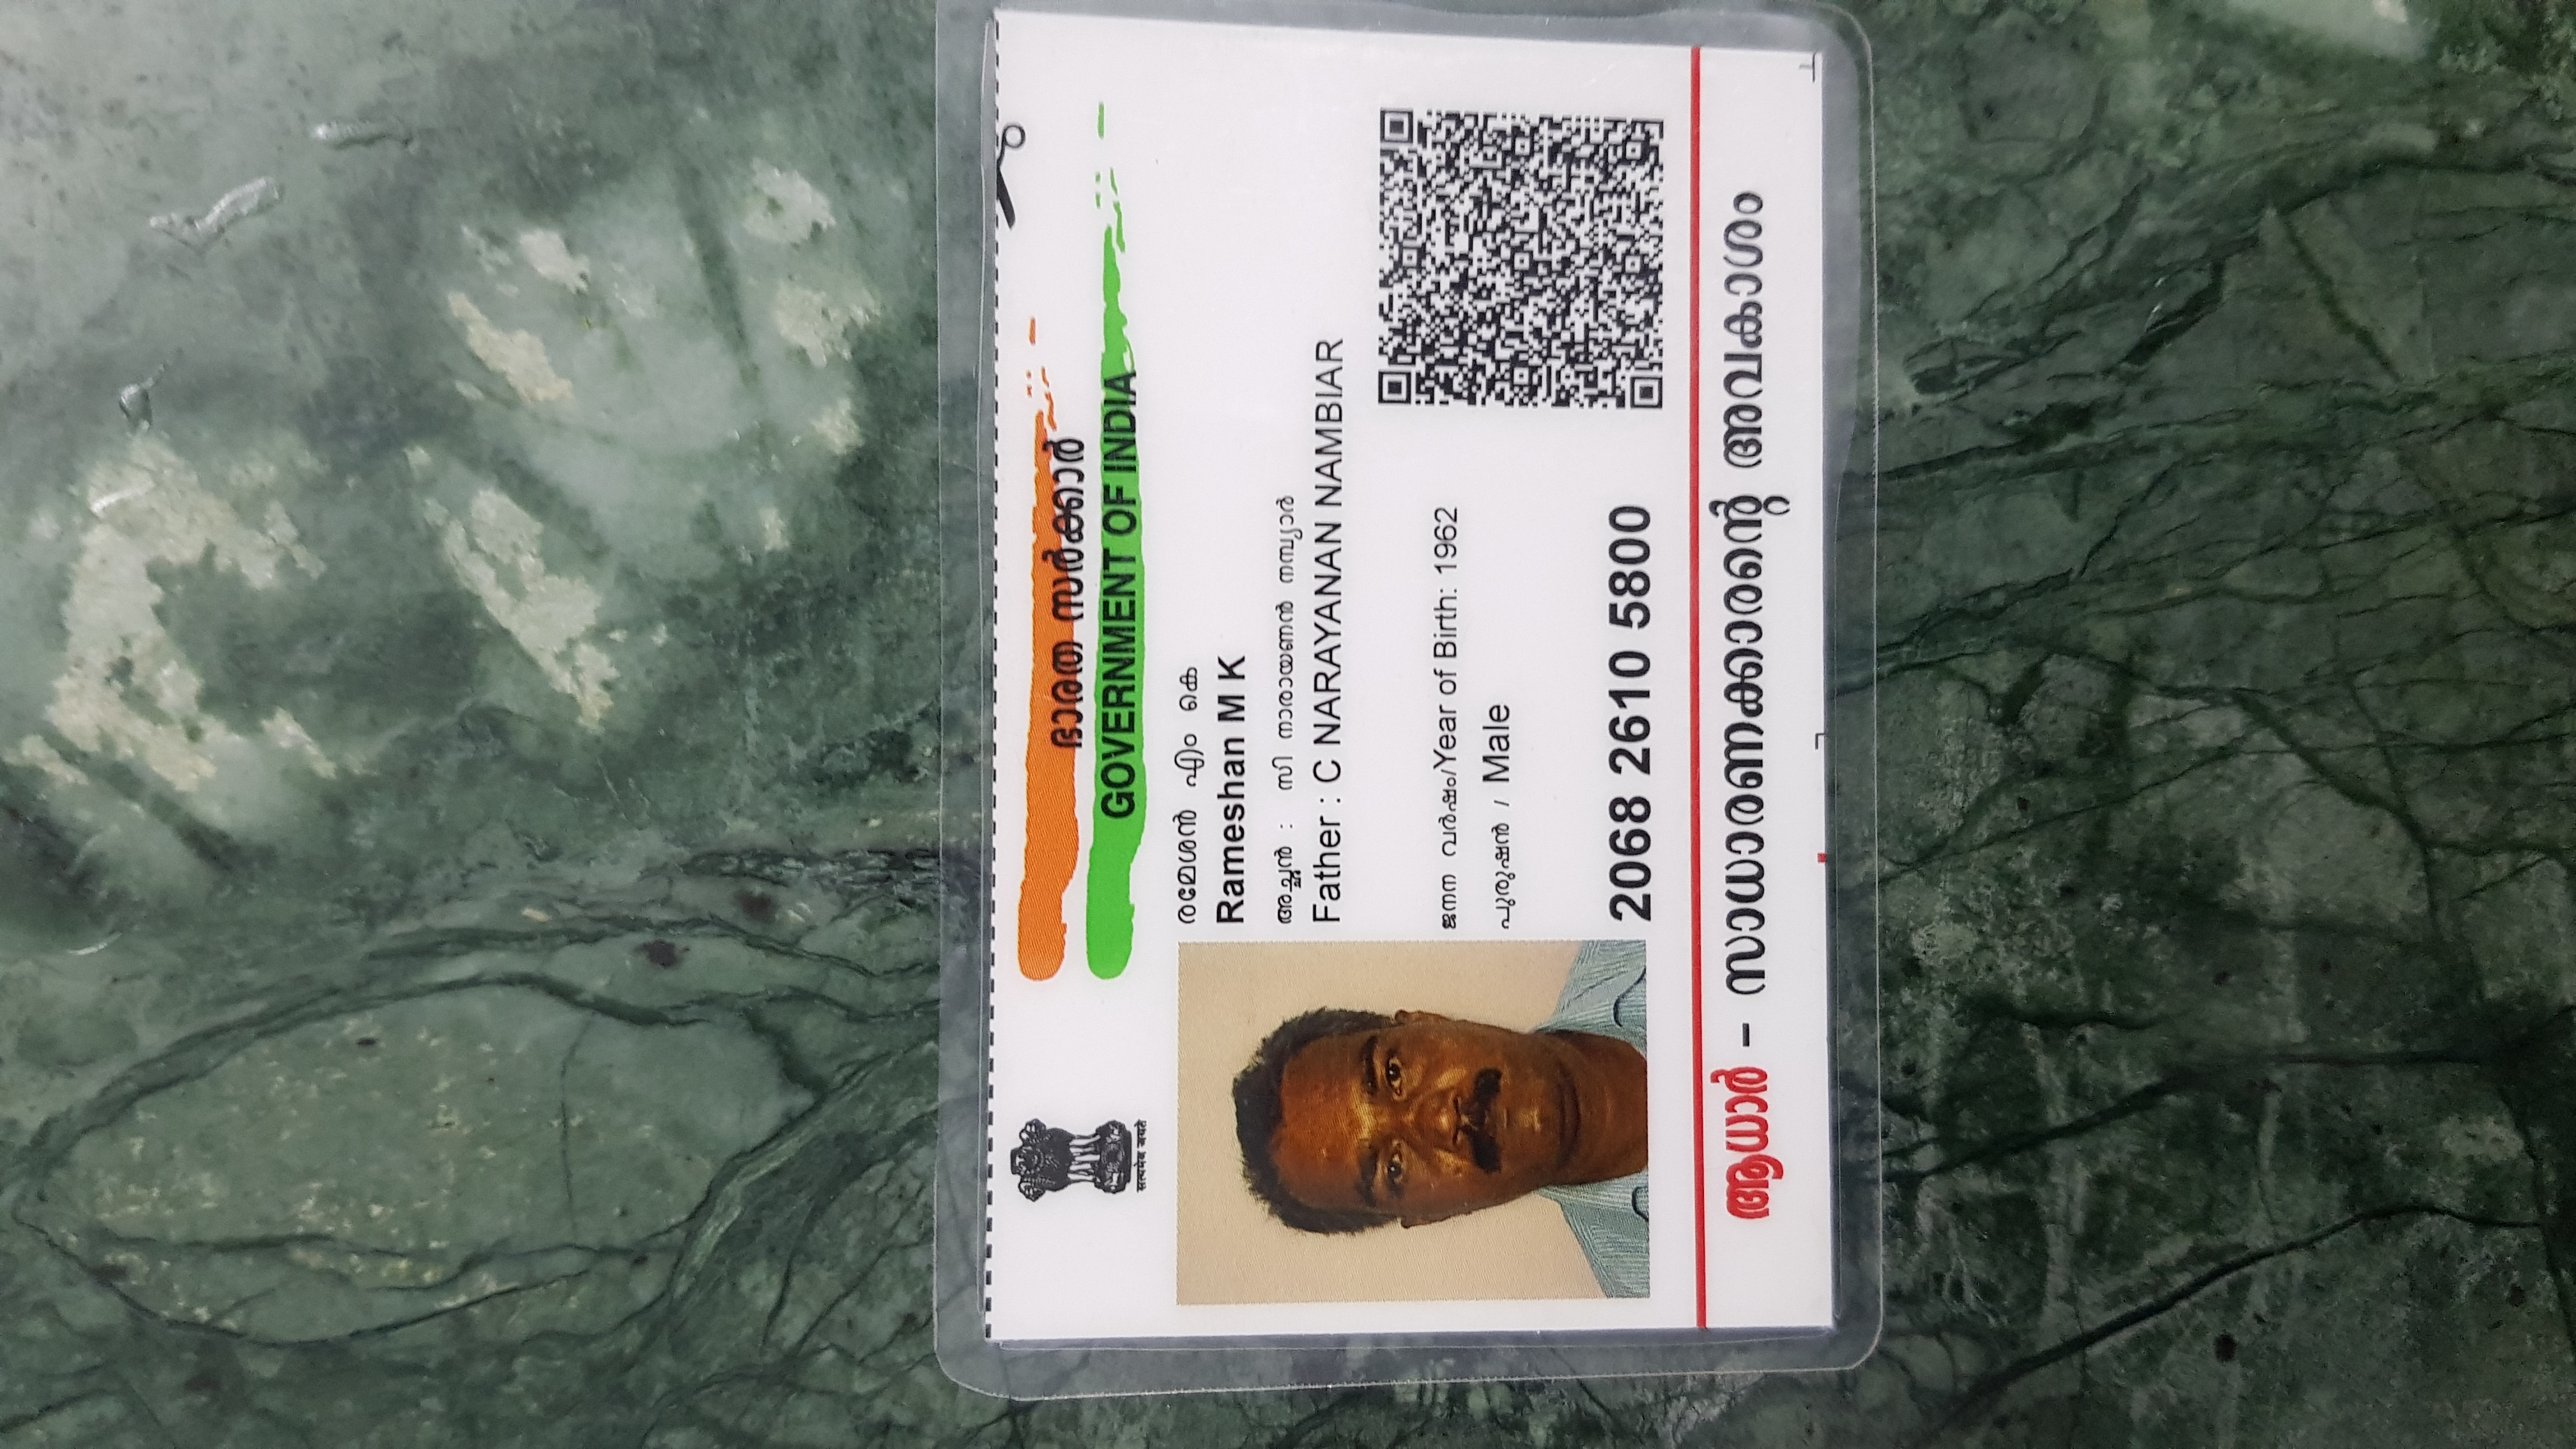 ഭാരത സർക്കാർ
GOVERNMENT OF INDIA
सत्यमेव जयते
രമേശൻ എം കെ
Rameshan M K
അച്ഛൻ : സി നാരായണൻ നമ്പ്യാർ
Father : C NARAYANAN NAMBIAR
ജനന വർഷം/Year of Birth: 1962
പുരുഷൻ / Male
2068 2610 5800
ആധാർ - സാധാരണക്കാരന്റെ അവകാശം